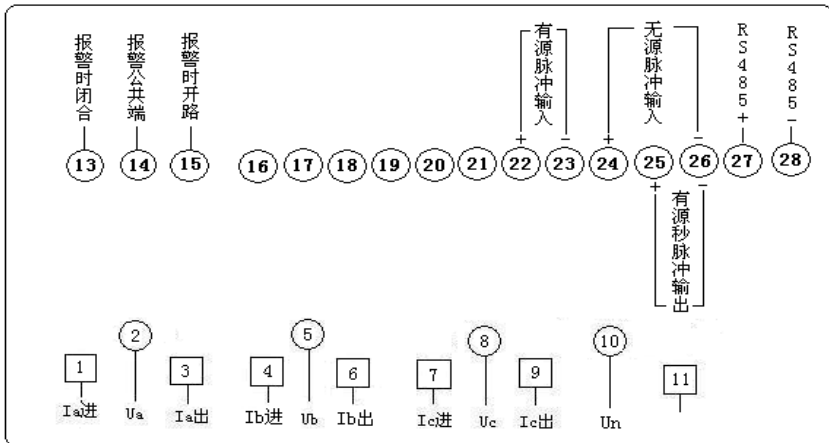 报警时闭合
报警公共端
报警时开路
有源脉冲输入
无源脉冲输入
RS485+
RS485-
+
-
+
-
13
14
15
16
17
18
19
20
21
22
23
24
25
26
27
28
+
-
有源秒脉冲输出
1
2
3
4
5
6
7
8
9
10
11
Ia进
Ua
Ia出
Ib进
Ub
Ib出
Ic进
Uc
Ic出
Un